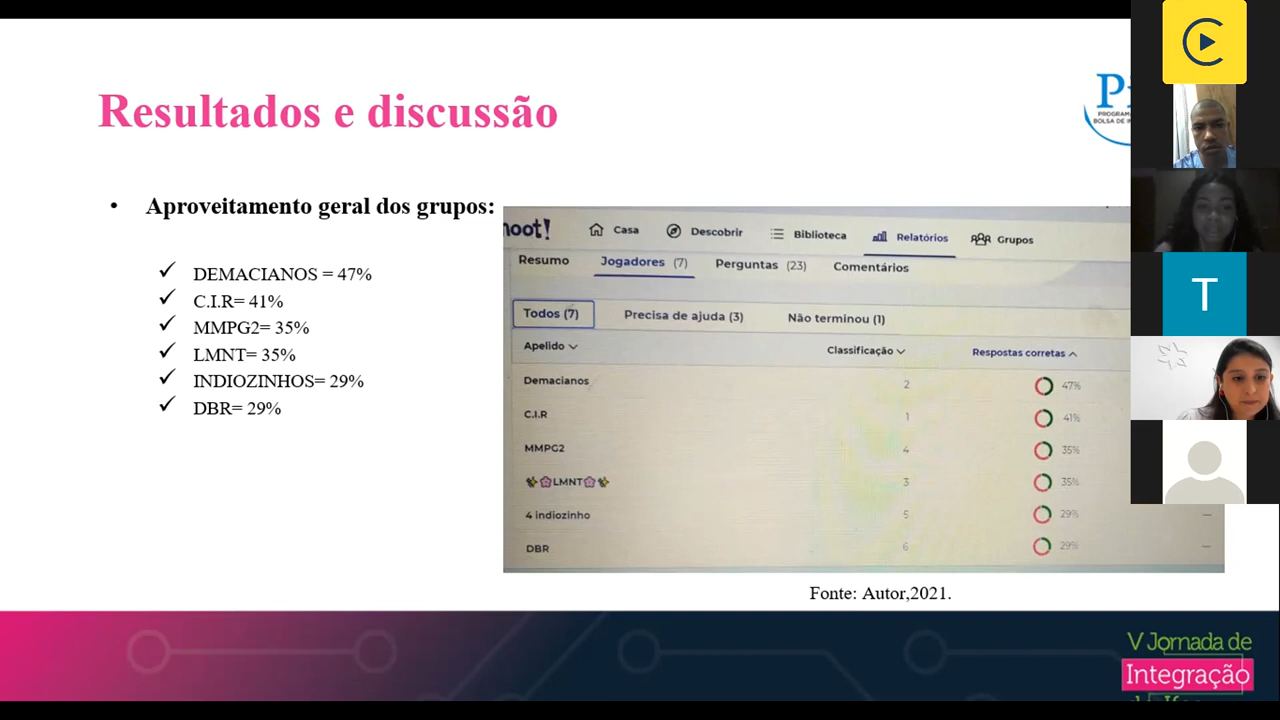 Resultados e discussão
• Aproveitamento geral dos grupos:
✓ DEMACIANOS = 47%
✓ C.I.R= 41%
✓ MMPG2= 35%
✓ LMNT= 35%
✓ INDIOZINHOS= 29%
✓ DBR= 29%
oot!
Casa
Descobrir
Biblioteca
Relatórios
Grupos
Resumo
Jogadores (7)
Perguntas (23)
Comentários
Todos (7)
Precisa de ajuda (3)
Não terminou (1)
Apelido
Classificação
Respostas corretas
Demacianos 2 47%
C.I.R 1 41%
MMPG2 4 35%
LMNT 3 35%
4 indiozinho 5 29%
DBR 6 29%
Fonte: Autor,2021.
PROGRAM
BOLSA DE I
T
V Jornada de
Integração